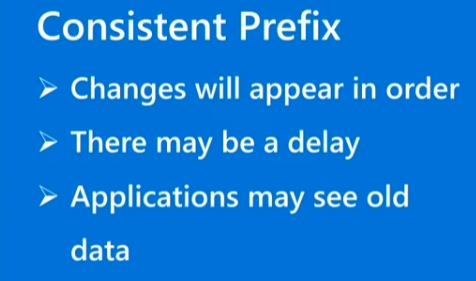 Consistent Prefix
➢ Changes will appear in order
➢ There may be a delay
➢ Applications may see old
data